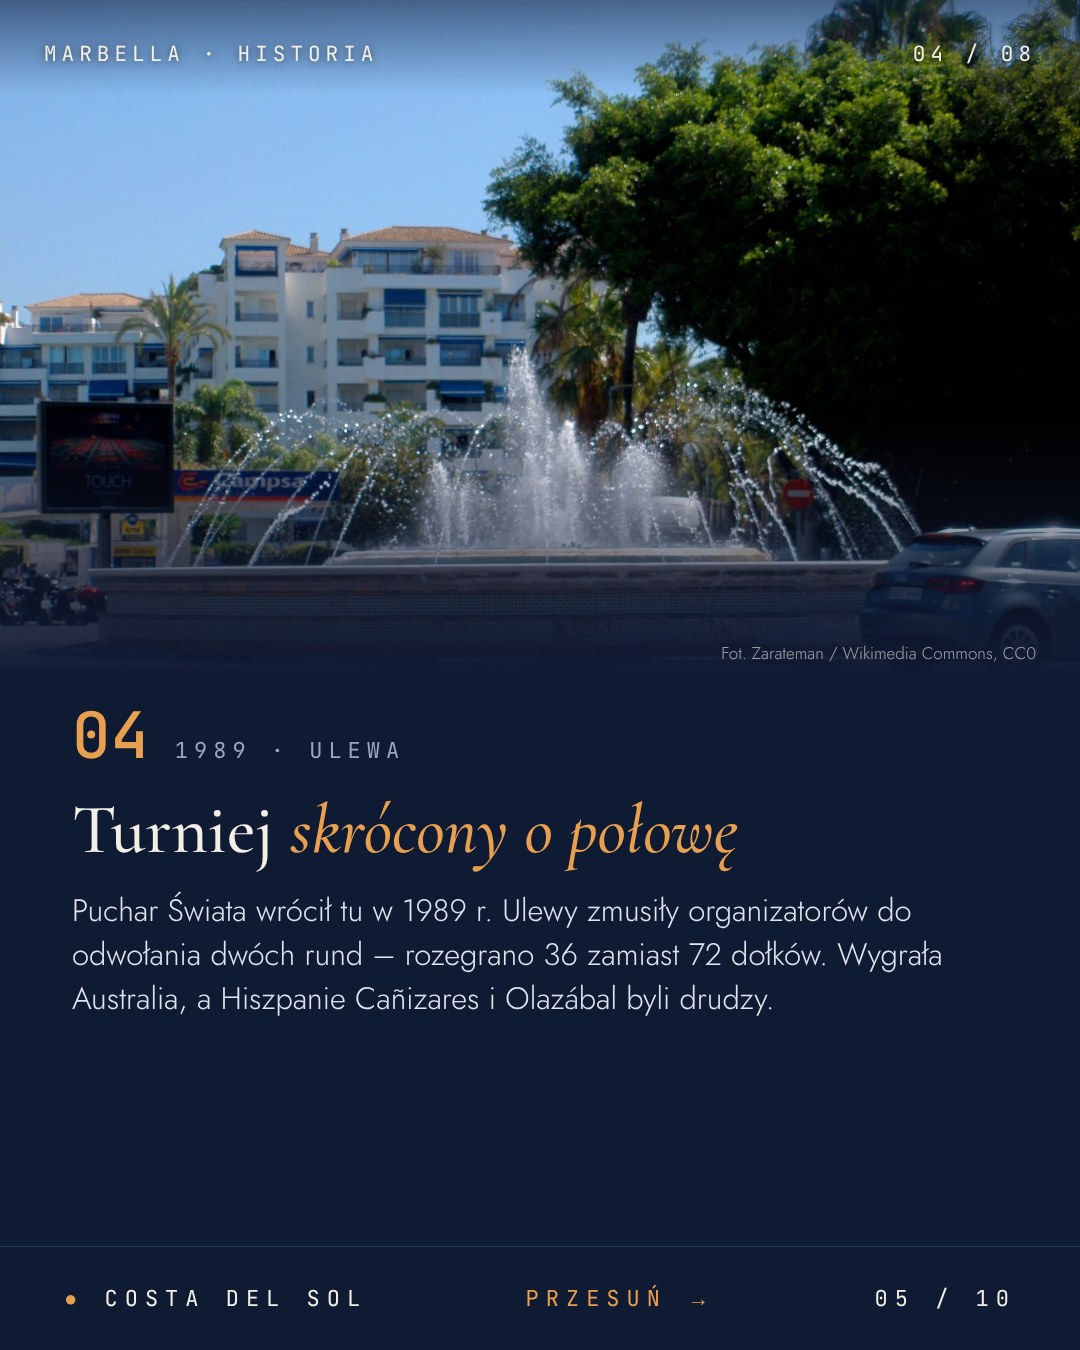 MARBELLA · HISTORIA
04 / 08
TOUCH
Campsa
Fot. Zarateman / Wikimedia Commons, CC0
04 1989 · ULEWA
Turniej skrócony o połowę
Puchar Świata wrócił tu w 1989 r. Ulewy zmusiły organizatorów do
odwołania dwóch rund – rozegrano 36 zamiast 72 dołków. Wygrała
Australia, a Hiszpanie Cañizares i Olazábal byli drudzy.
• COSTA DEL SOL
PRZESUŃ →
05 / 10